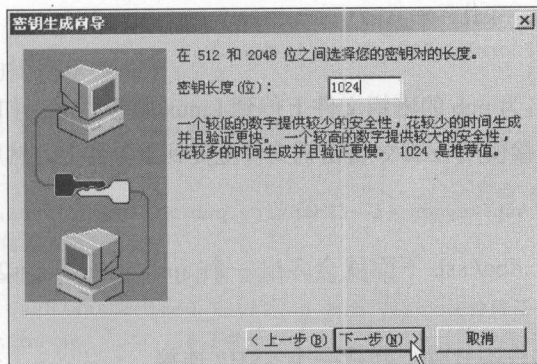 密钥生成向导
在 512 和 2048 位之间选择您的密钥对的长度。
密钥长度(位)： 1024
一个较低的数字提供较少的安全性，花较少的时间生成
并且验证更快。 一个较高的数字提供较大的安全性，
花较多的时间生成并且验证更慢。 1024 是推荐值。
< 上一步(B) 下一步(N) > 取消